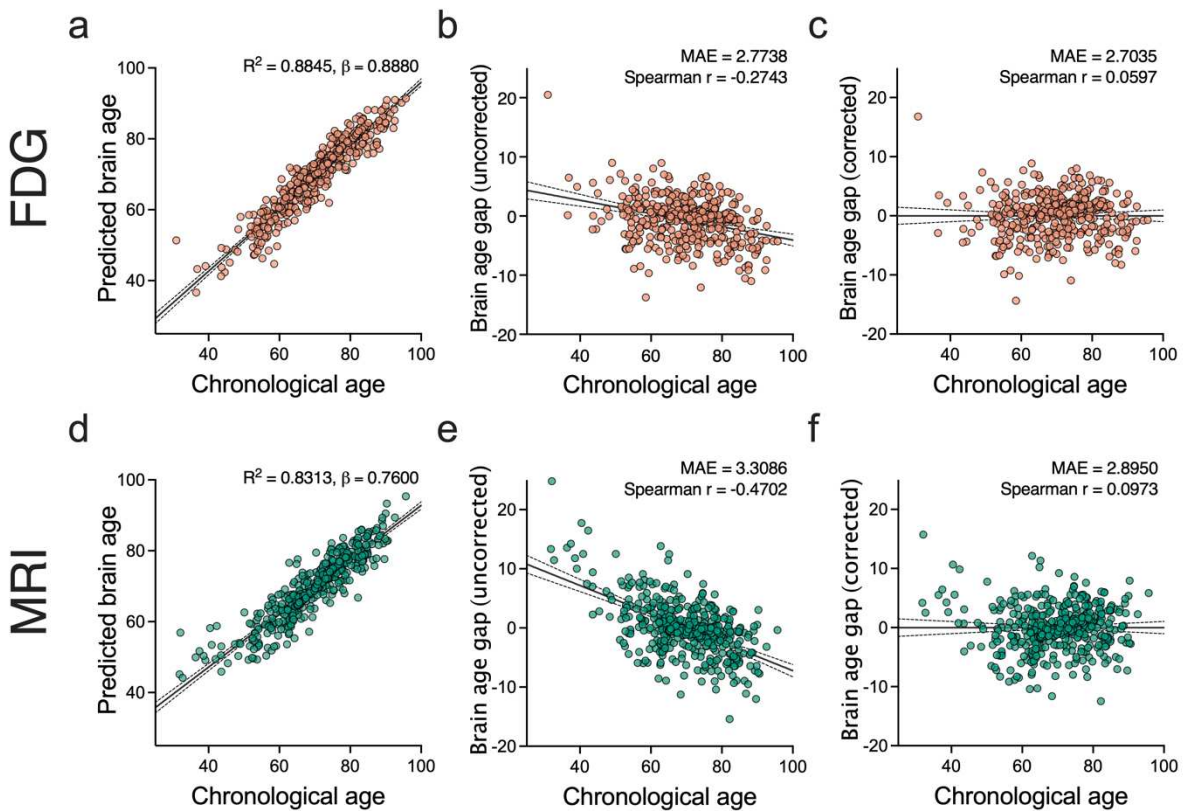 FDG
a
R² = 0.8845, β = 0.8880
Predicted brain age
100
80
60
40
40 60 80 100
Chronological age
b
MAE = 2.7738
Spearman r = -0.2743
Brain age gap (uncorrected)
20
10
0
-10
-20
40 60 80 100
Chronological age
c
MAE = 2.7035
Spearman r = 0.0597
Brain age gap (corrected)
20
10
0
-10
-20
40 60 80 100
Chronological age
MRI
d
R² = 0.8313, β = 0.7600
Predicted brain age
100
80
60
40
40 60 80 100
Chronological age
e
MAE = 3.3086
Spearman r = -0.4702
Brain age gap (uncorrected)
20
10
0
-10
-20
40 60 80 100
Chronological age
f
MAE = 2.8950
Spearman r = 0.0973
Brain age gap (corrected)
20
10
0
-10
-20
40 60 80 100
Chronological age